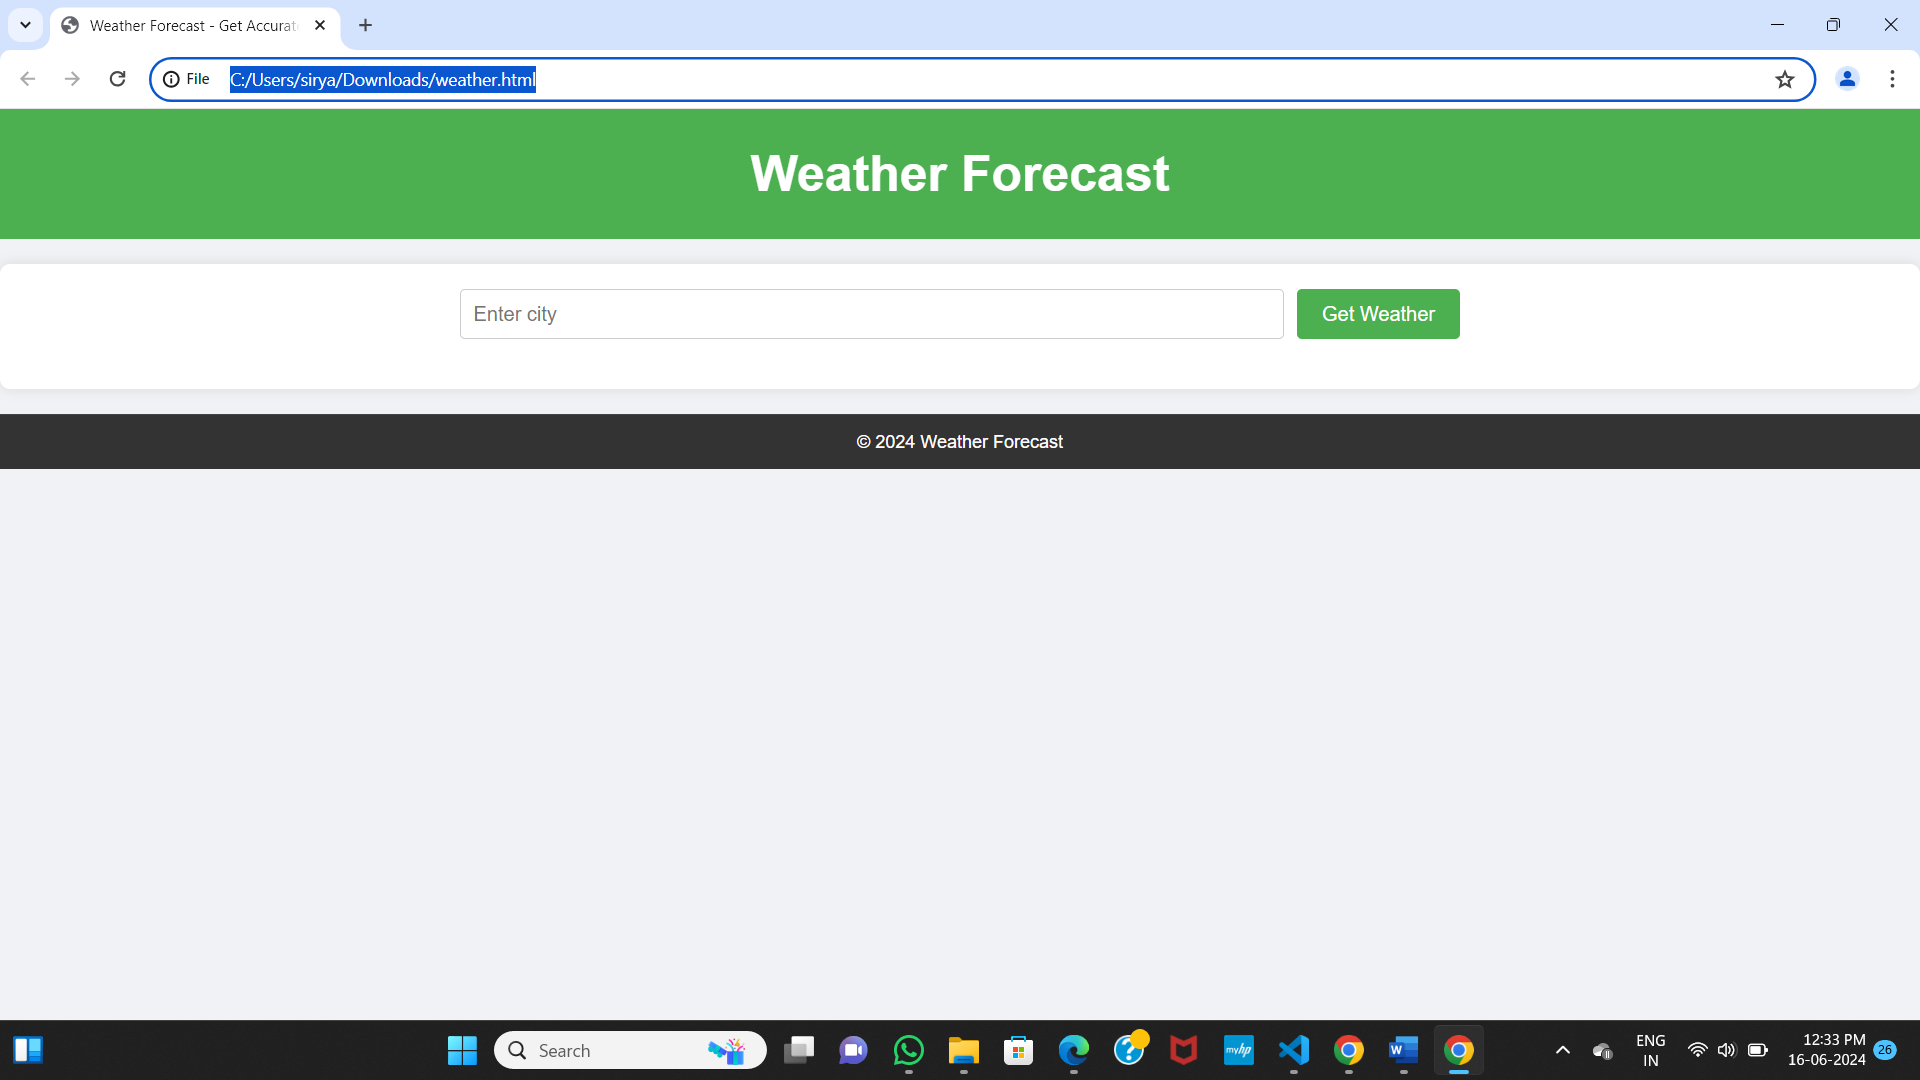 Weather Forecast - Get Accurat
File C:/Users/sirya/Downloads/weather.html
Weather Forecast
Enter city
Get Weather
© 2024 Weather Forecast
Search
myhp
W
ENG
IN
12:33 PM
16-06-2024
26